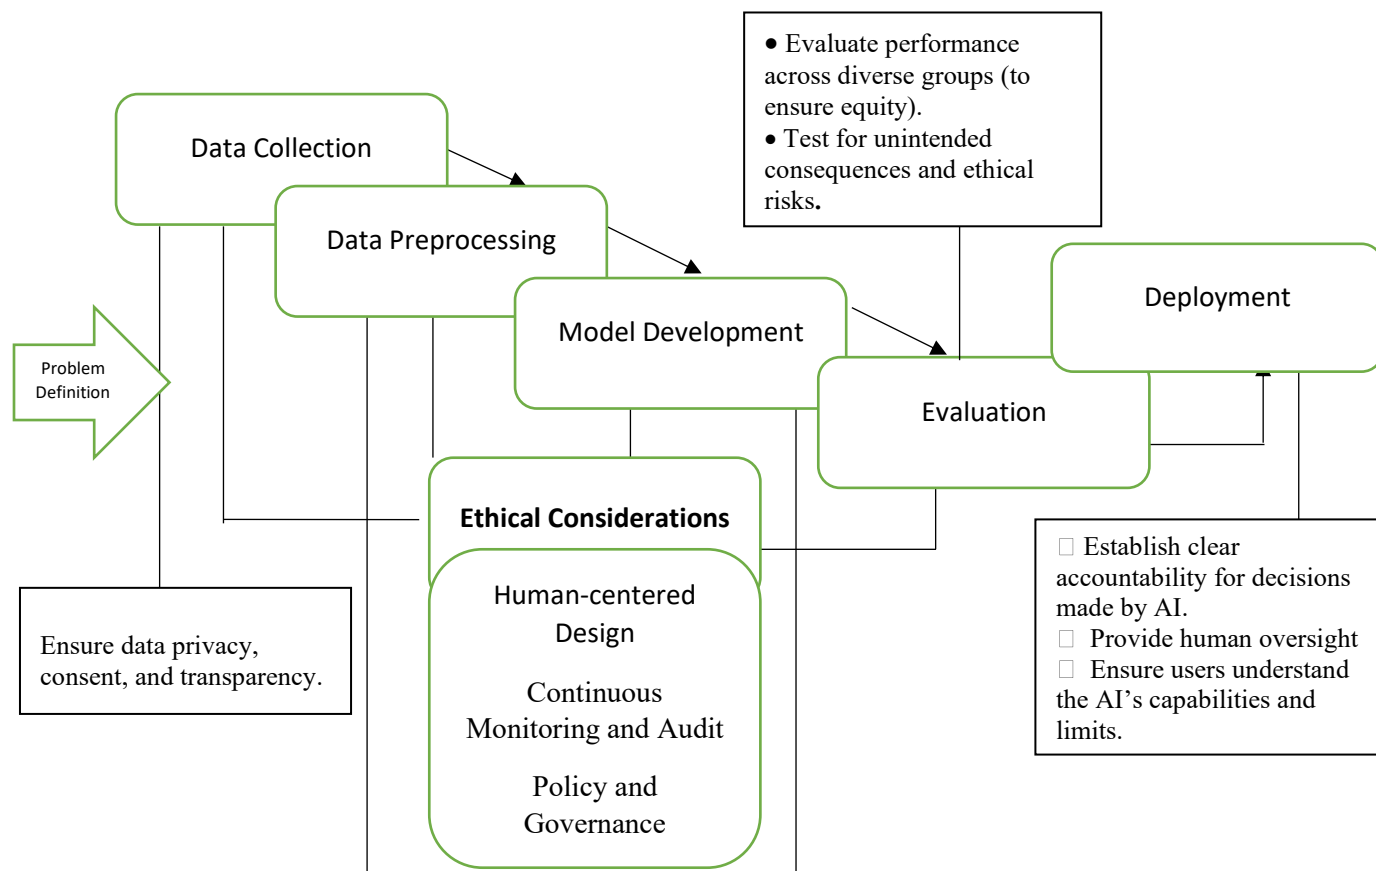 ● Evaluate performance
across diverse groups (to
ensure equity).
● Test for unintended
consequences and ethical
risks.
Data Collection
Data Preprocessing
Model Development
Evaluation
Deployment
Problem
Definition
Ethical Considerations
Human-centered
Design
Continuous
Monitoring and Audit
Policy and
Governance
Ensure data privacy,
consent, and transparency.
□ Establish clear
accountability for decisions
made by AI.
□ Provide human oversight
□ Ensure users understand
the AI’s capabilities and
limits.